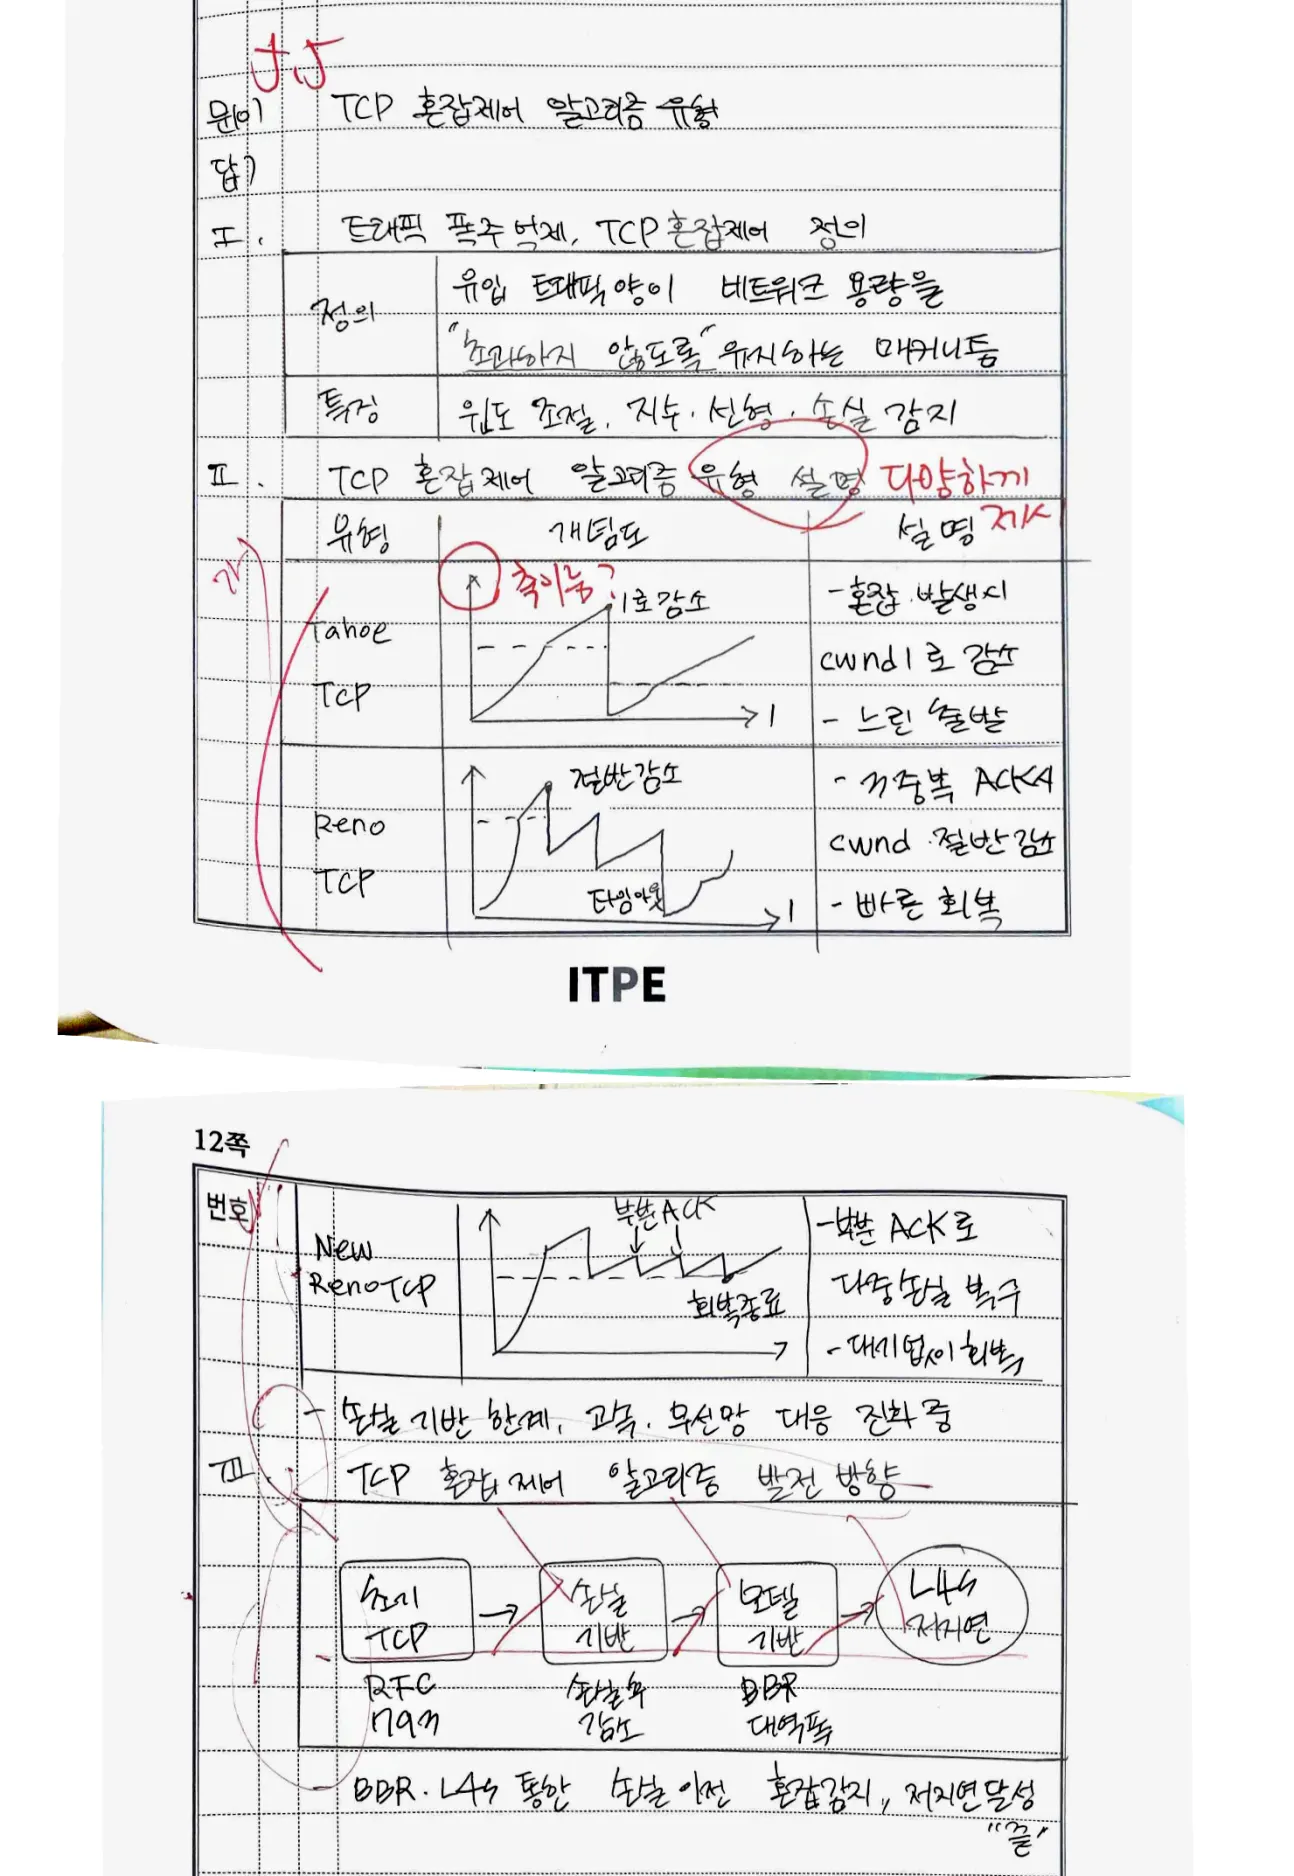 5.5
문(1) TCP 혼잡제어 알고리즘 유형
답)
I. 트래픽 폭주 억제, TCP 혼잡제어 정의
정의 유입 트래픽양이 네트워크 용량을
"초과하지 않도록" 유지하는 매커니즘
특징 윈도 조절, 지수·선형·손실 감지
II. TCP 혼잡제어 알고리즘 유형 설명 다양하게
제시
유형 개념도 설명
축이름?
Tahoe
TCP
1로 감소
- 혼잡 발생시
cwnd 1로 감소
- 느린 출발
Reno
TCP
절반감소
타임아웃
- 3중복 ACK시
cwnd 절반감소
- 빠른 회복
ITPE
12쪽
번호
New
Reno TCP
부분 ACK
회복종료
- 부분 ACK로
다중손실 복구
- 대기없이 회복
- 손실 기반 한계, 고속·무선망 대응 진화 중
III. TCP 혼잡제어 알고리즘 발전 방향
초기
TCP
RFC
793
손실
기반
손실후
감소
모델
기반
BBR
대역폭
L4S
저지연
- BBR·L4S 통한 손실 이전 혼잡감지, 저지연 달성
"끝"